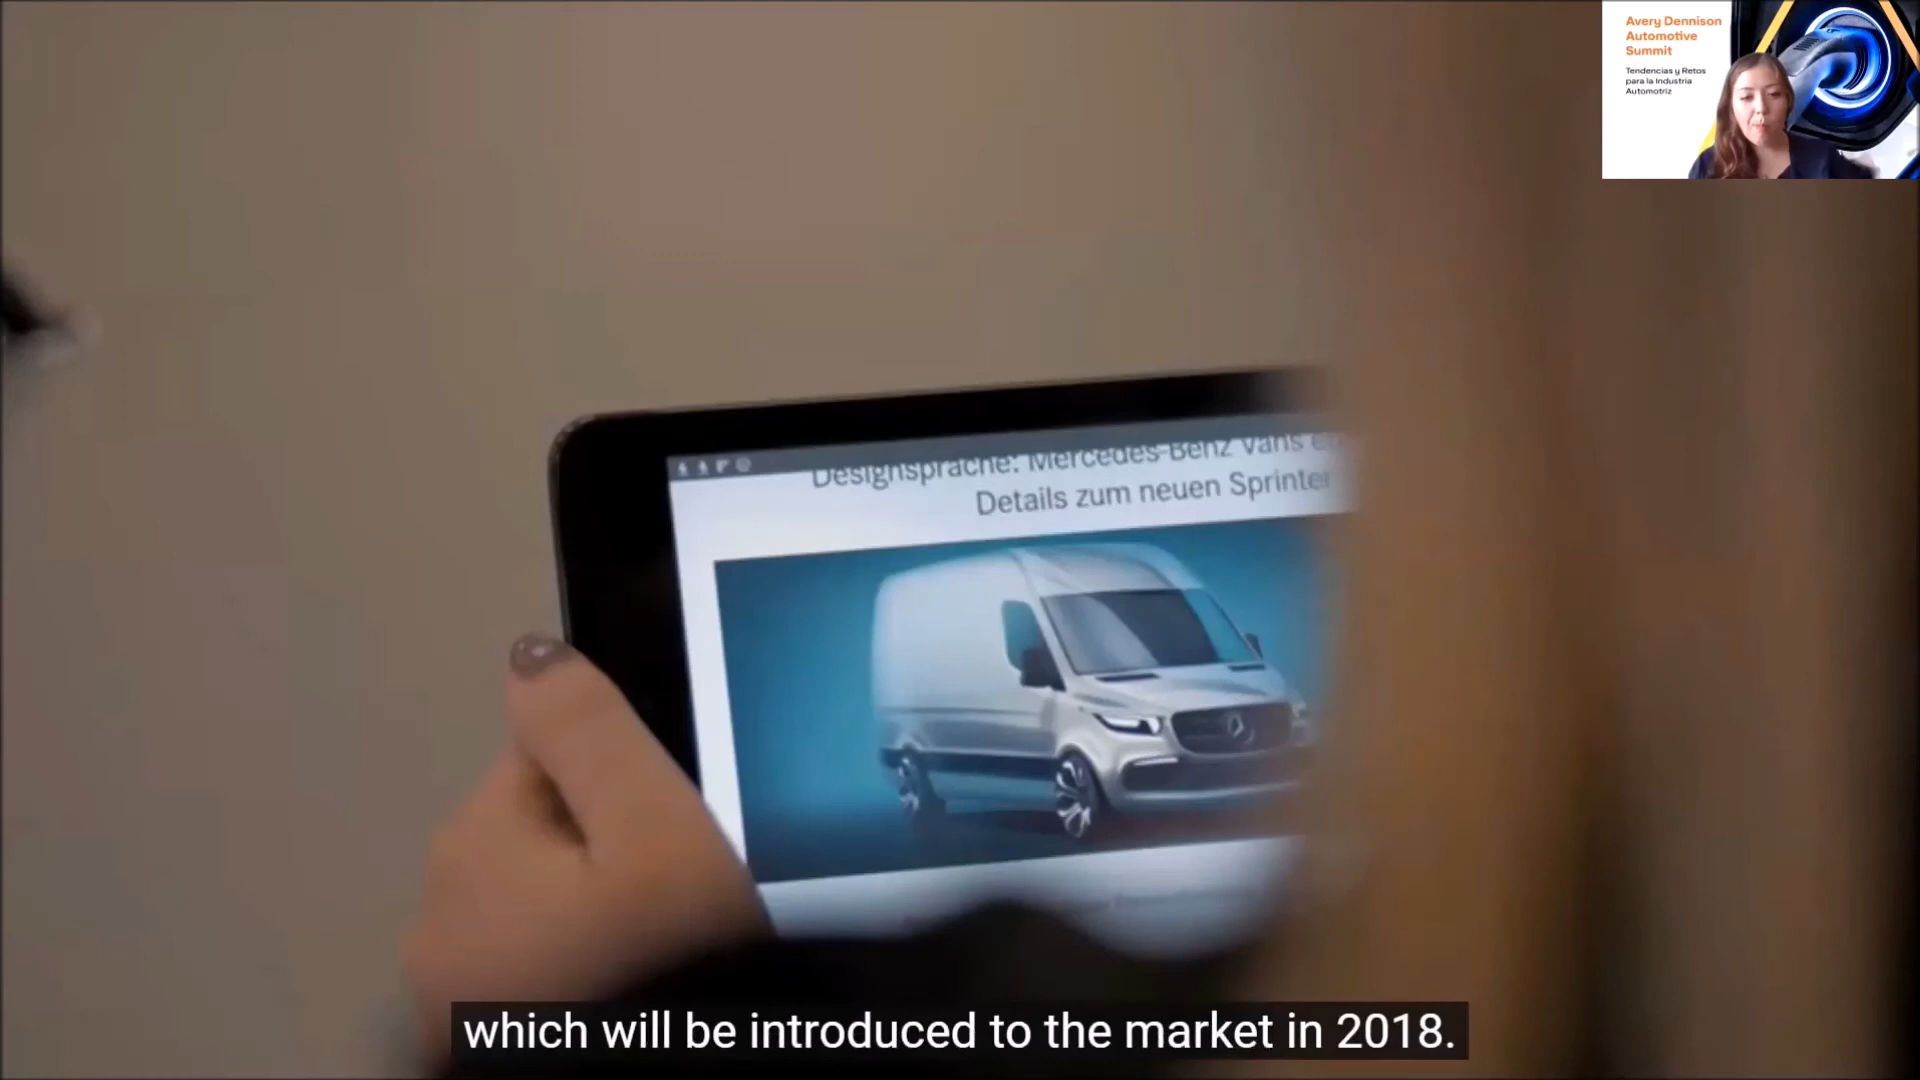 Avery Dennison
Automotive
Summit
Tendencias y Retos
para la Industria
Automotriz
Designsprache: Mercedes-Benz Vans
Details zum neuen Sprinter
which will be introduced to the market in 2018.